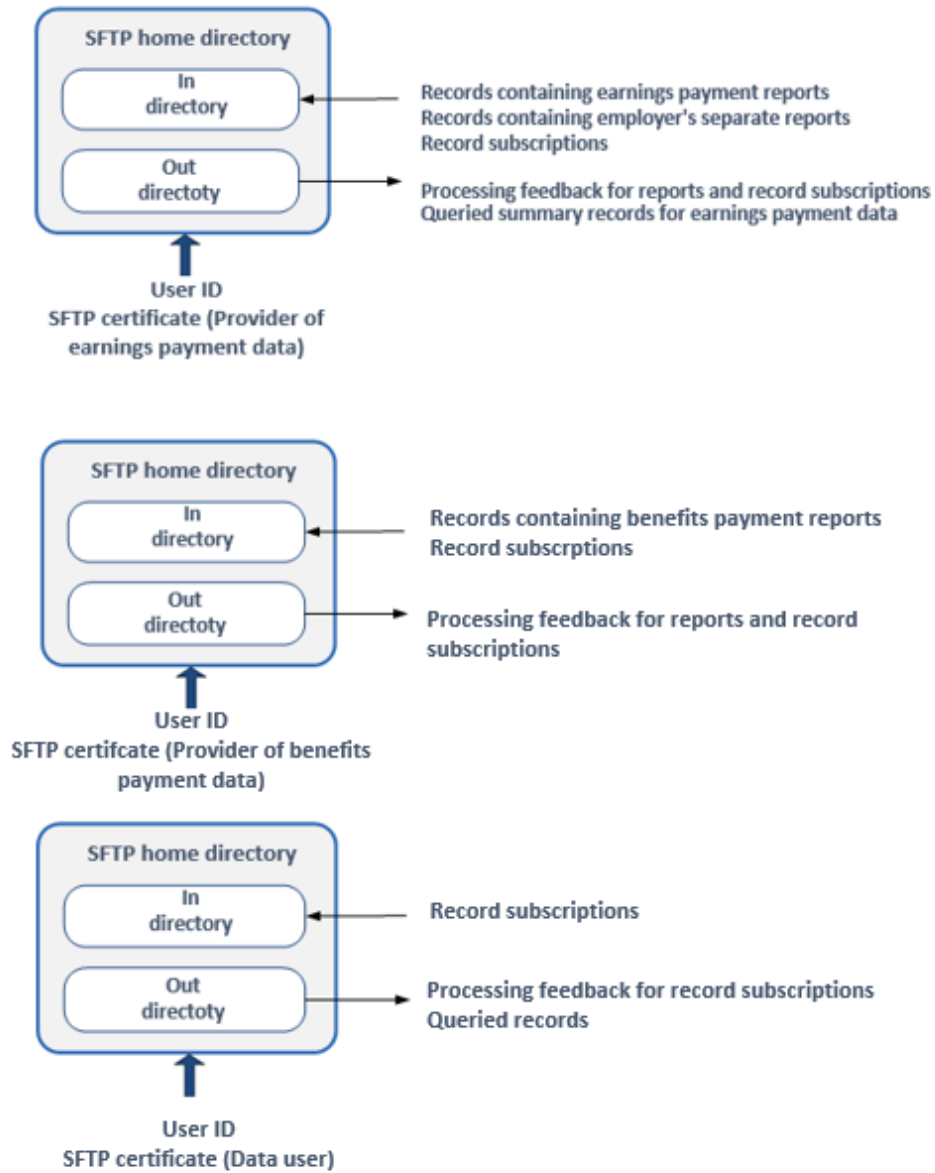 SFTP home directory
In
directory
Records containing earnings payment reports
Records containing employer's separate reports
Record subscriptions
Out
directoty
Processing feedback for reports and record subscriptions
Queried summary records for earnings payment data
User ID
SFTP certificate (Provider of
earnings payment data)
SFTP home directory
In
directory
Records containing benefits payment reports
Record subscrptions
Out
directoty
Processing feedback for reports and record
subscriptions
User ID
SFTP certifcate (Provider of benefits
payment data)
SFTP home directory
In
directory
Record subscriptions
Out
directoty
Processing feedback for record subscriptions
Queried records
User ID
SFTP certificate (Data user)